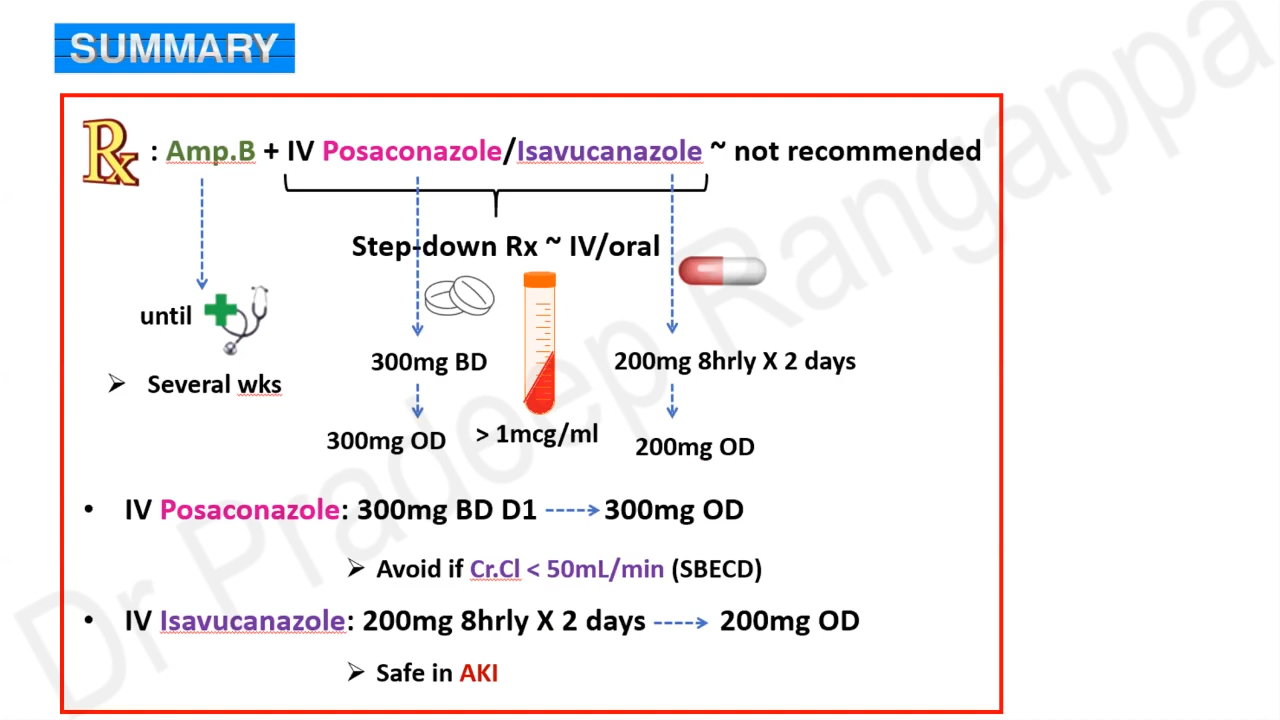 SUMMARY
Rx : Amp.B + IV Posaconazole/Isavucanazole ~ not recommended
Step-down Rx ~ IV/oral
until
➢ Several wks
300mg BD
200mg 8hrly X 2 days
300mg OD
> 1mcg/ml
200mg OD
• IV Posaconazole: 300mg BD D1 ----> 300mg OD
➢ Avoid if Cr.Cl < 50mL/min (SBECD)
• IV Isavucanazole: 200mg 8hrly X 2 days ----> 200mg OD
➢ Safe in AKI
Dr Pradeep Rangappa